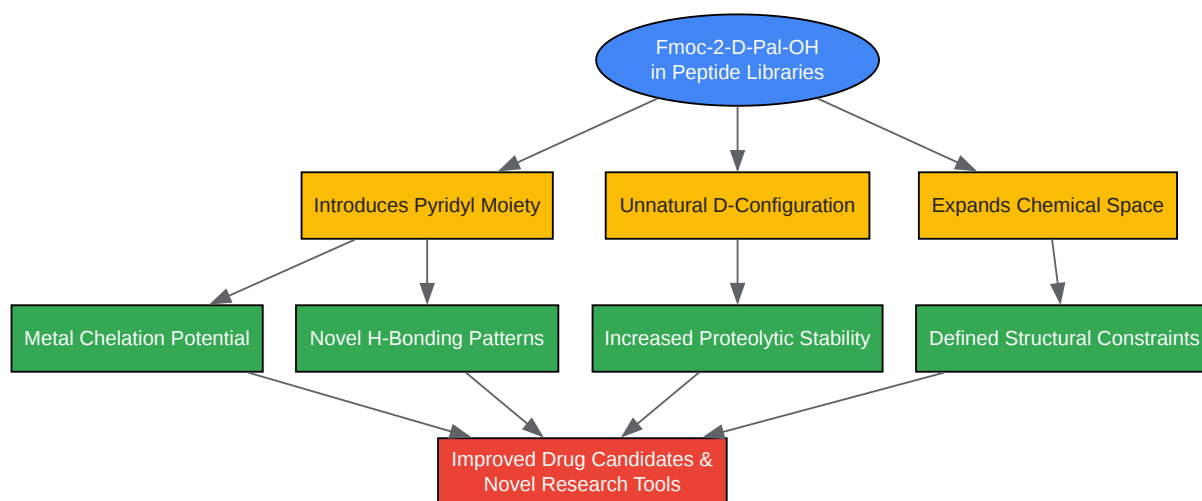 Fmoc-2-D-Pal-OH
in Peptide Libraries
Introduces Pyridyl Moiety
Unnatural D-Configuration
Expands Chemical Space
Metal Chelation Potential
Novel H-Bonding Patterns
Increased Proteolytic Stability
Defined Structural Constraints
Improved Drug Candidates &
Novel Research Tools